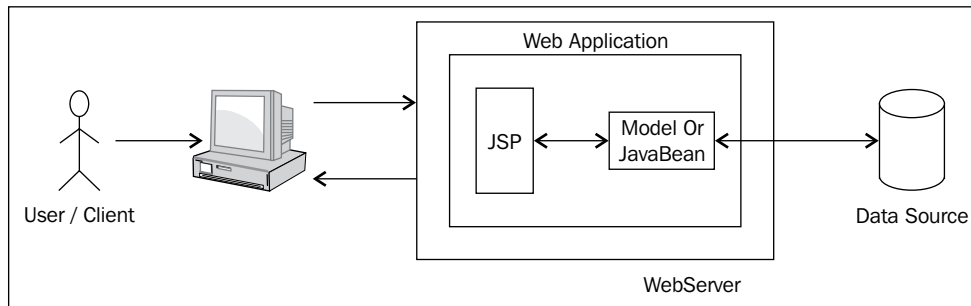 Web Application
JSP
Model Or
JavaBean
User / Client
Data Source
WebServer